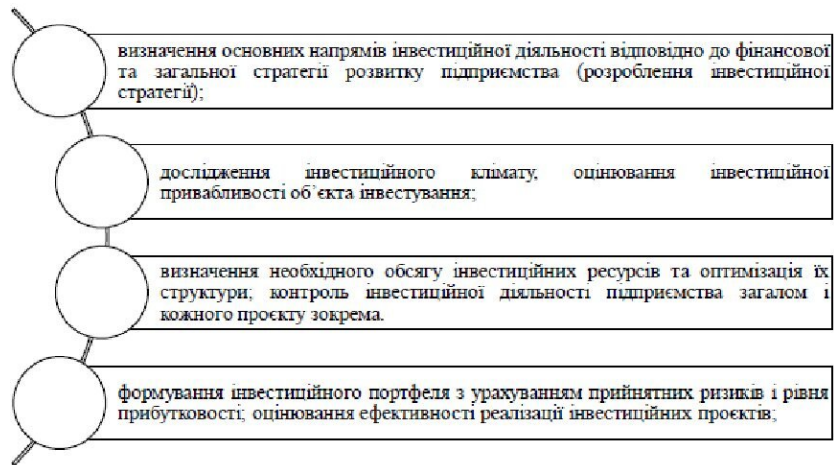 визначення основних напрямів інвестиційної діяльності відповідно до фінансової
та загальної стратегії розвитку підприємства (розроблення інвестиційної
стратегії);
дослідження інвестиційного клімату, оцінювання інвестиційної
привабливості об’єкта інвестування;
визначення необхідного обсягу інвестиційних ресурсів та оптимізація їх
структури; контроль інвестиційної діяльності підприємства загалом і
кожного проєкту зокрема.
формування інвестиційного портфеля з урахуванням прийнятних ризиків і рівня
прибутковості; оцінювання ефективності реалізації інвестиційних проєктів;